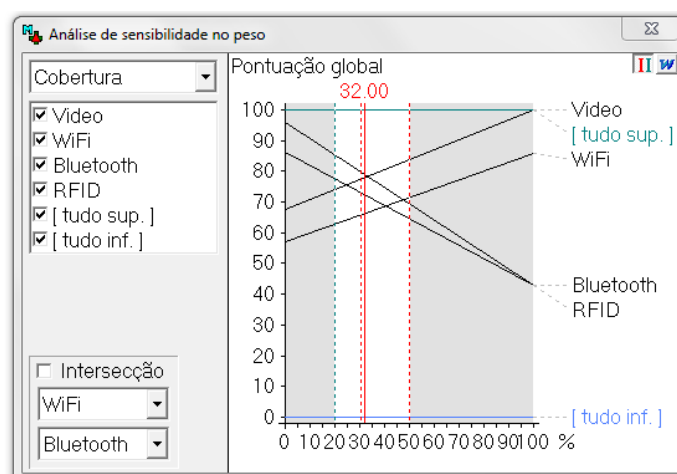 Análise de sensibilidade no peso
Cobertura
Video
WiFi
Bluetooth
RFID
[ tudo sup. ]
[ tudo inf. ]
Intersecção
WiFi
Bluetooth
Pontuação global
32.00
100
90
80
70
60
50
40
30
20
10
0
0 10 20 30 40 50 60 70 80 90 100 %
Video
[ tudo sup. ]
WiFi
Bluetooth
RFID
[ tudo inf. ]